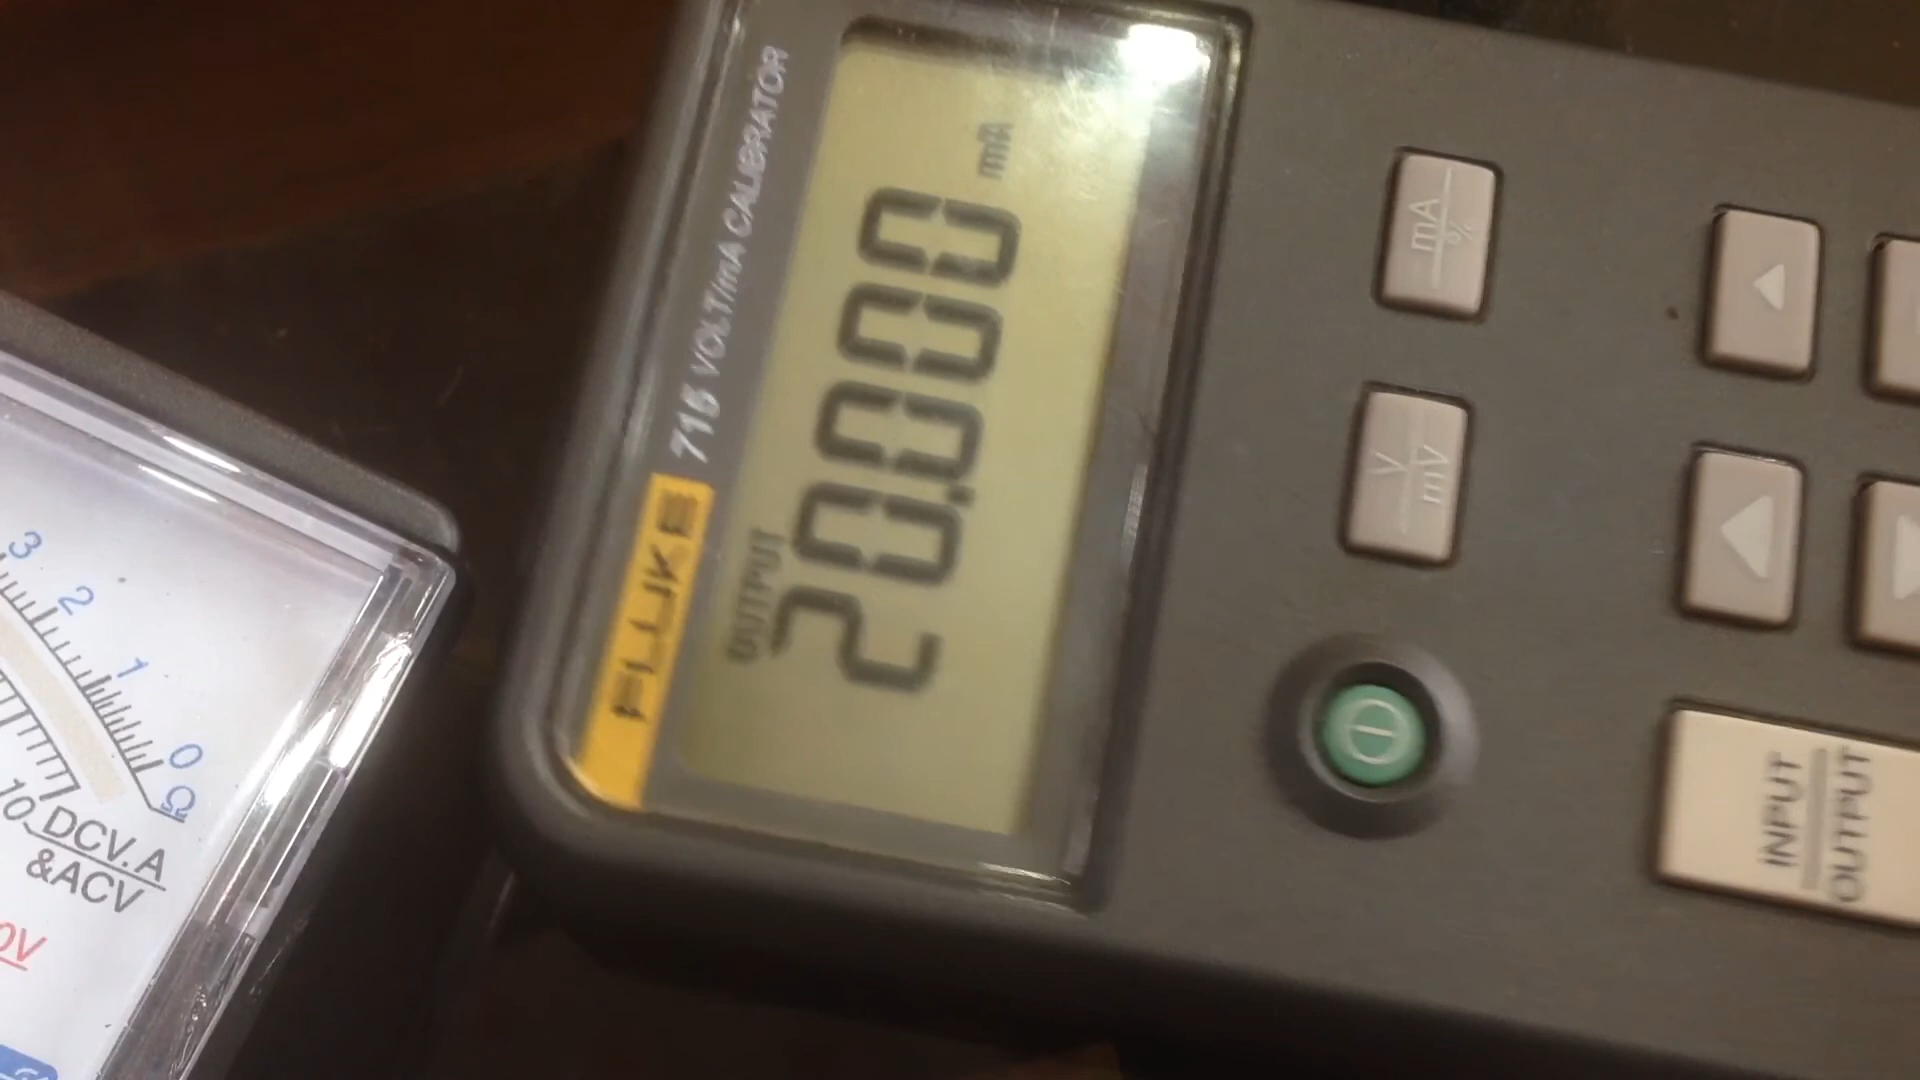 FLUKE 715 VOLT/mA CALIBRATOR
OUTPUT
20.000 mA
mA
%
V
mV
INPUT
OUTPUT
3
2
1
0
Ω
10
DCV.A
&ACV
0V